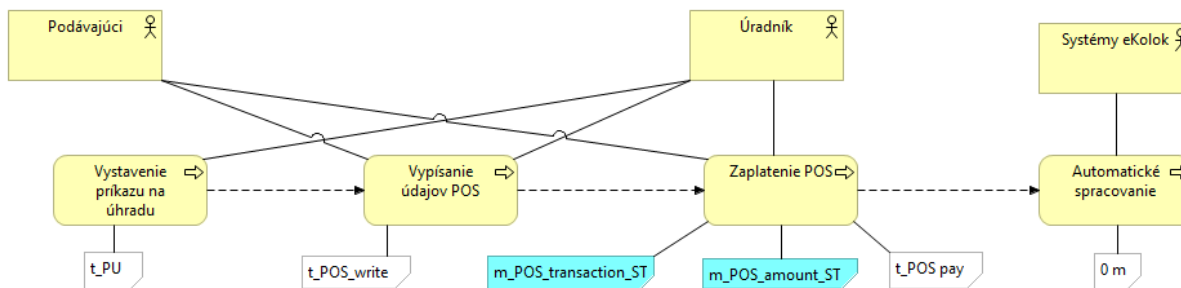 Podávajúci
Úradník
Systémy eKolok
Vystavenie
príkazu na
úhradu
Vypísanie
údajov POS
Zaplatenie POS
Automatické
spracovanie
t_PU
t_POS_write
m_POS_transaction_ST
m_POS_amount_ST
t_POS pay
0 m